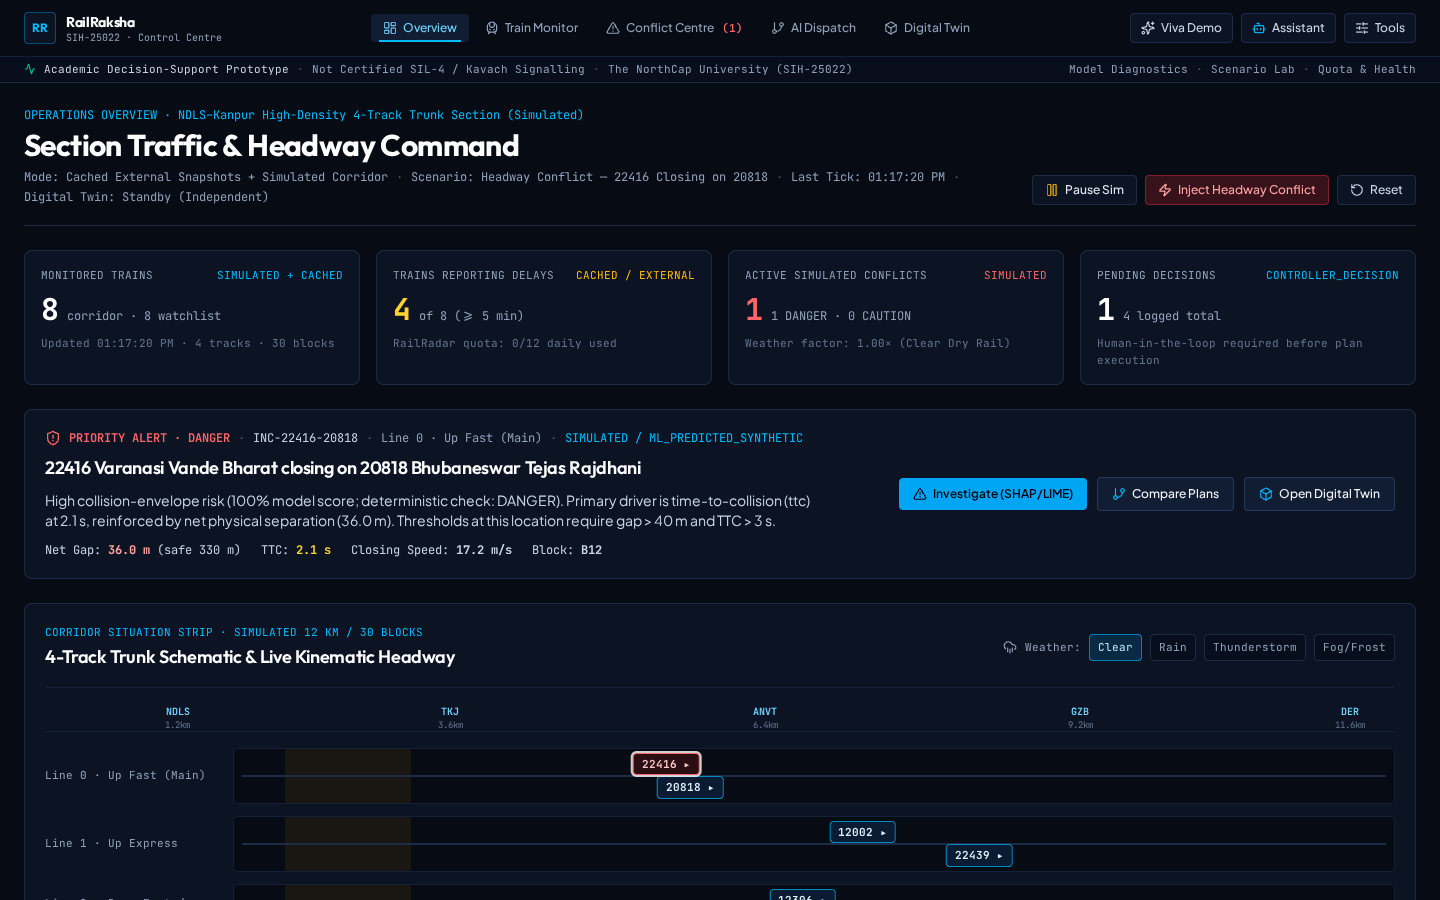 RR
RailRaksha
SIH-25022 · Control Centre
Overview
Train Monitor
Conflict Centre (1)
AI Dispatch
Digital Twin
Viva Demo
Assistant
Tools
Academic Decision-Support Prototype · Not Certified SIL-4 / Kavach Signalling · The NorthCap University (SIH-25022)
Model Diagnostics · Scenario Lab · Quota & Health
OPERATIONS OVERVIEW · NDLS–Kanpur High-Density 4-Track Trunk Section (Simulated)
Section Traffic & Headway Command
Mode: Cached External Snapshots + Simulated Corridor · Scenario: Headway Conflict — 22416 Closing on 20818 · Last Tick: 01:17:20 PM ·
Digital Twin: Standby (Independent)
Pause Sim
Inject Headway Conflict
Reset
MONITORED TRAINS
SIMULATED + CACHED
8 corridor · 8 watchlist
Updated 01:17:20 PM · 4 tracks · 30 blocks
TRAINS REPORTING DELAYS
CACHED / EXTERNAL
4 of 8 (⩾ 5 min)
RailRadar quota: 0/12 daily used
ACTIVE SIMULATED CONFLICTS
SIMULATED
1 1 DANGER · 0 CAUTION
Weather factor: 1.00× (Clear Dry Rail)
PENDING DECISIONS
CONTROLLER_DECISION
1 4 logged total
Human-in-the-loop required before plan
execution
PRIORITY ALERT · DANGER · INC-22416-20818 · Line 0 · Up Fast (Main) · SIMULATED / ML_PREDICTED_SYNTHETIC
22416 Varanasi Vande Bharat closing on 20818 Bhubaneswar Tejas Rajdhani
High collision-envelope risk (100% model score; deterministic check: DANGER). Primary driver is time-to-collision (ttc)
at 2.1 s, reinforced by net physical separation (36.0 m). Thresholds at this location require gap > 40 m and TTC > 3 s.
Net Gap: 36.0 m (safe 330 m) TTC: 2.1 s Closing Speed: 17.2 m/s Block: B12
Investigate (SHAP/LIME)
Compare Plans
Open Digital Twin
CORRIDOR SITUATION STRIP · SIMULATED 12 KM / 30 BLOCKS
4-Track Trunk Schematic & Live Kinematic Headway
Weather:
Clear
Rain
Thunderstorm
Fog/Frost
NDLS
1.2km
TKJ
3.6km
ANVT
6.4km
GZB
9.2km
DER
11.6km
Line 0 · Up Fast (Main)
22416 ▸
20818 ▸
Line 1 · Up Express
12002 ▸
22439 ▸
12306 ▸